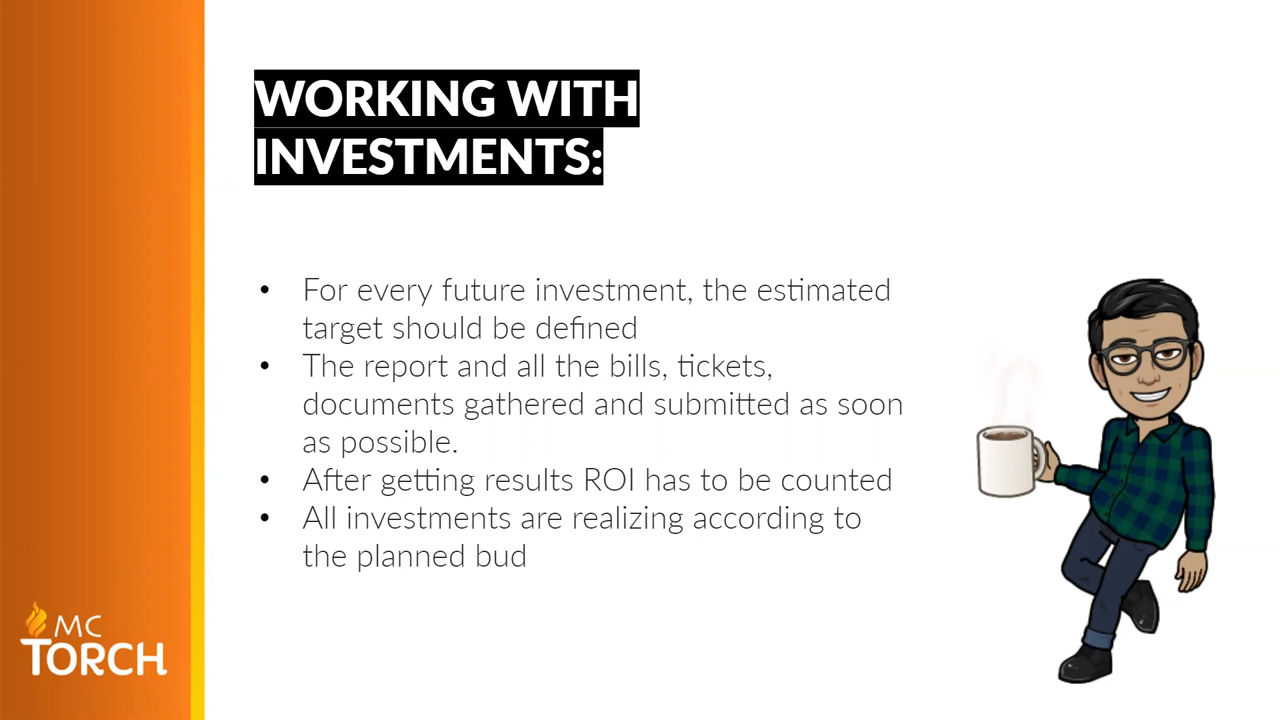 WORKING WITH
INVESTMENTS:
• For every future investment, the estimated
target should be defined
• The report and all the bills, tickets,
documents gathered and submitted as soon
as possible.
• After getting results ROI has to be counted
• All investments are realizing according to
the planned bud
MC
TORCH